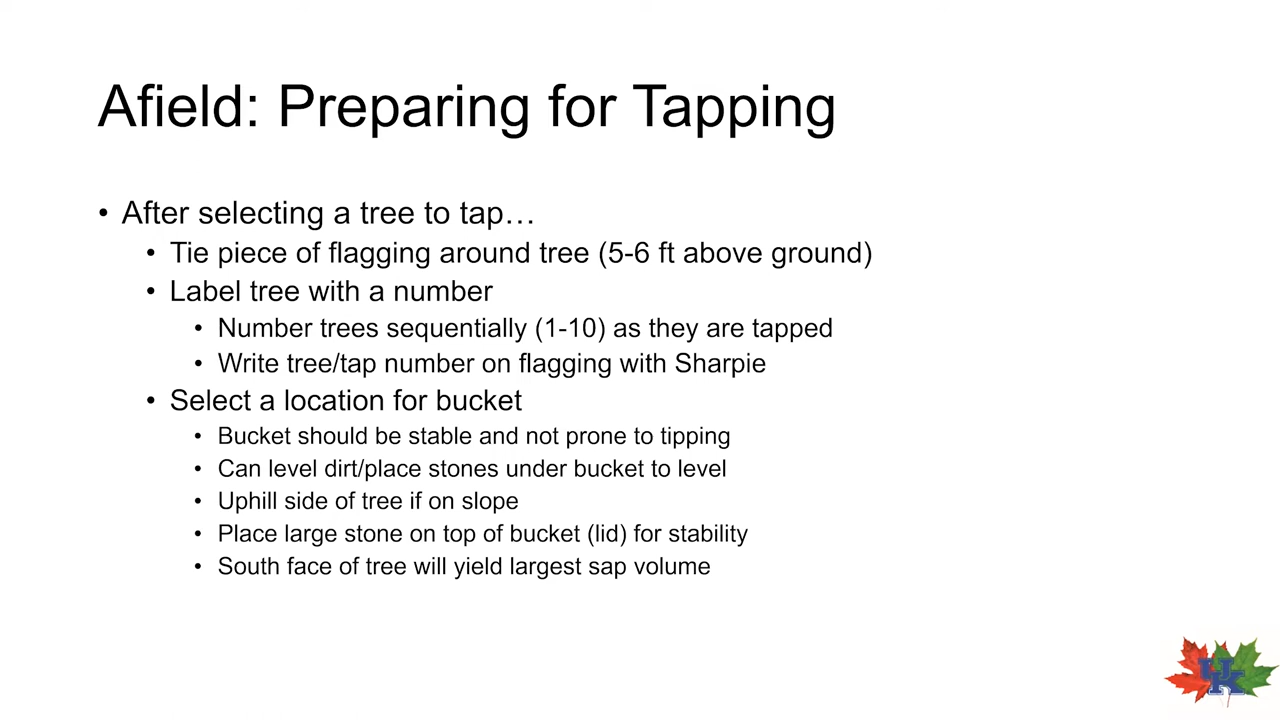 Afield: Preparing for Tapping
• After selecting a tree to tap…
• Tie piece of flagging around tree (5-6 ft above ground)
• Label tree with a number
• Number trees sequentially (1-10) as they are tapped
• Write tree/tap number on flagging with Sharpie
• Select a location for bucket
• Bucket should be stable and not prone to tipping
• Can level dirt/place stones under bucket to level
• Uphill side of tree if on slope
• Place large stone on top of bucket (lid) for stability
• South face of tree will yield largest sap volume
UK